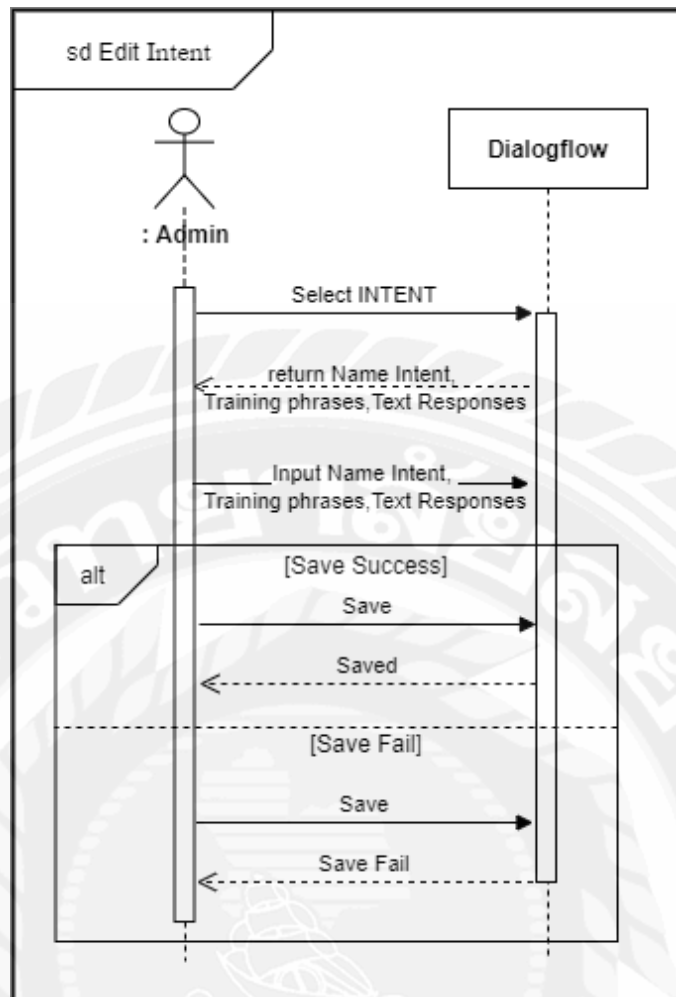 sd Edit Intent
: Admin
Dialogflow
Select INTENT
return Name Intent,
Training phrases,Text Responses
Input Name Intent,
Training phrases,Text Responses
alt
[Save Success]
Save
Saved
[Save Fail]
Save
Save Fail